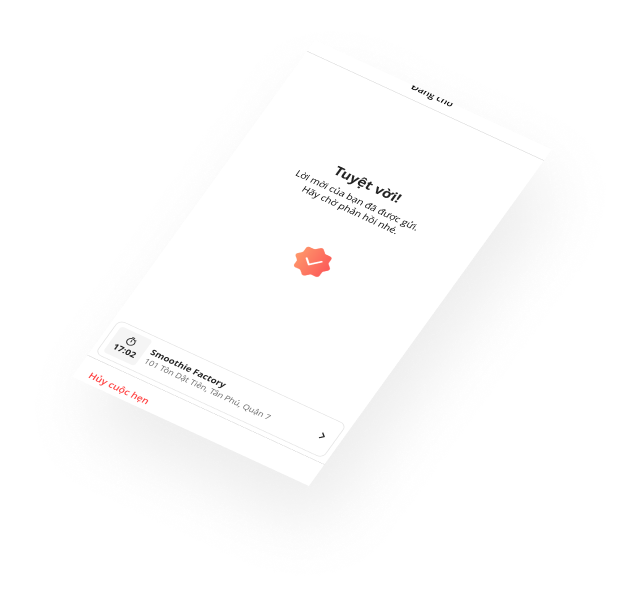 Đang chờ
Tuyệt vời!
Lời mời của bạn đã được gửi.
Hãy chờ phản hồi nhé.
17:02
Smoothie Factory
101 Tôn Dật Tiên, Tân Phú, Quận 7
Hủy cuộc hẹn